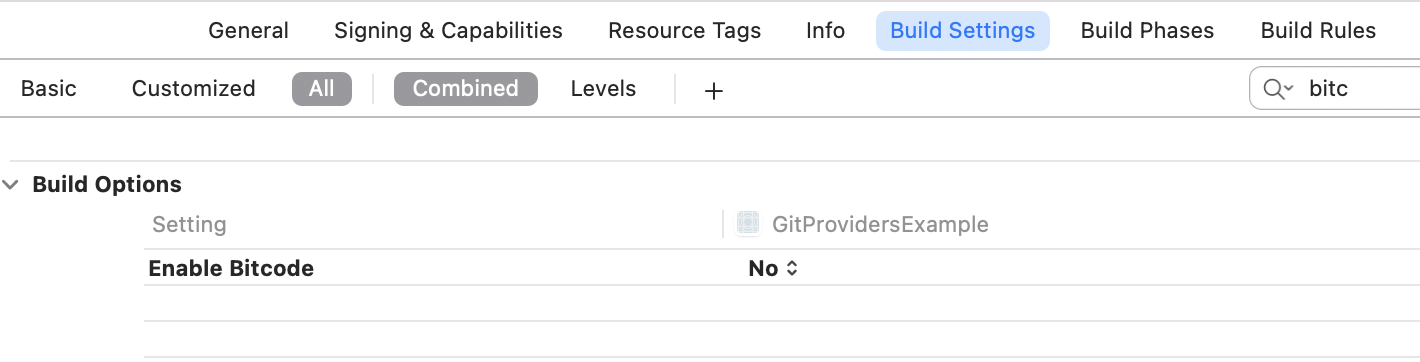 General Signing & Capabilities Resource Tags Info Build Settings Build Phases Build Rules
Basic Customized All Combined Levels + bitc
Build Options
Setting GitProvidersExample
Enable Bitcode No